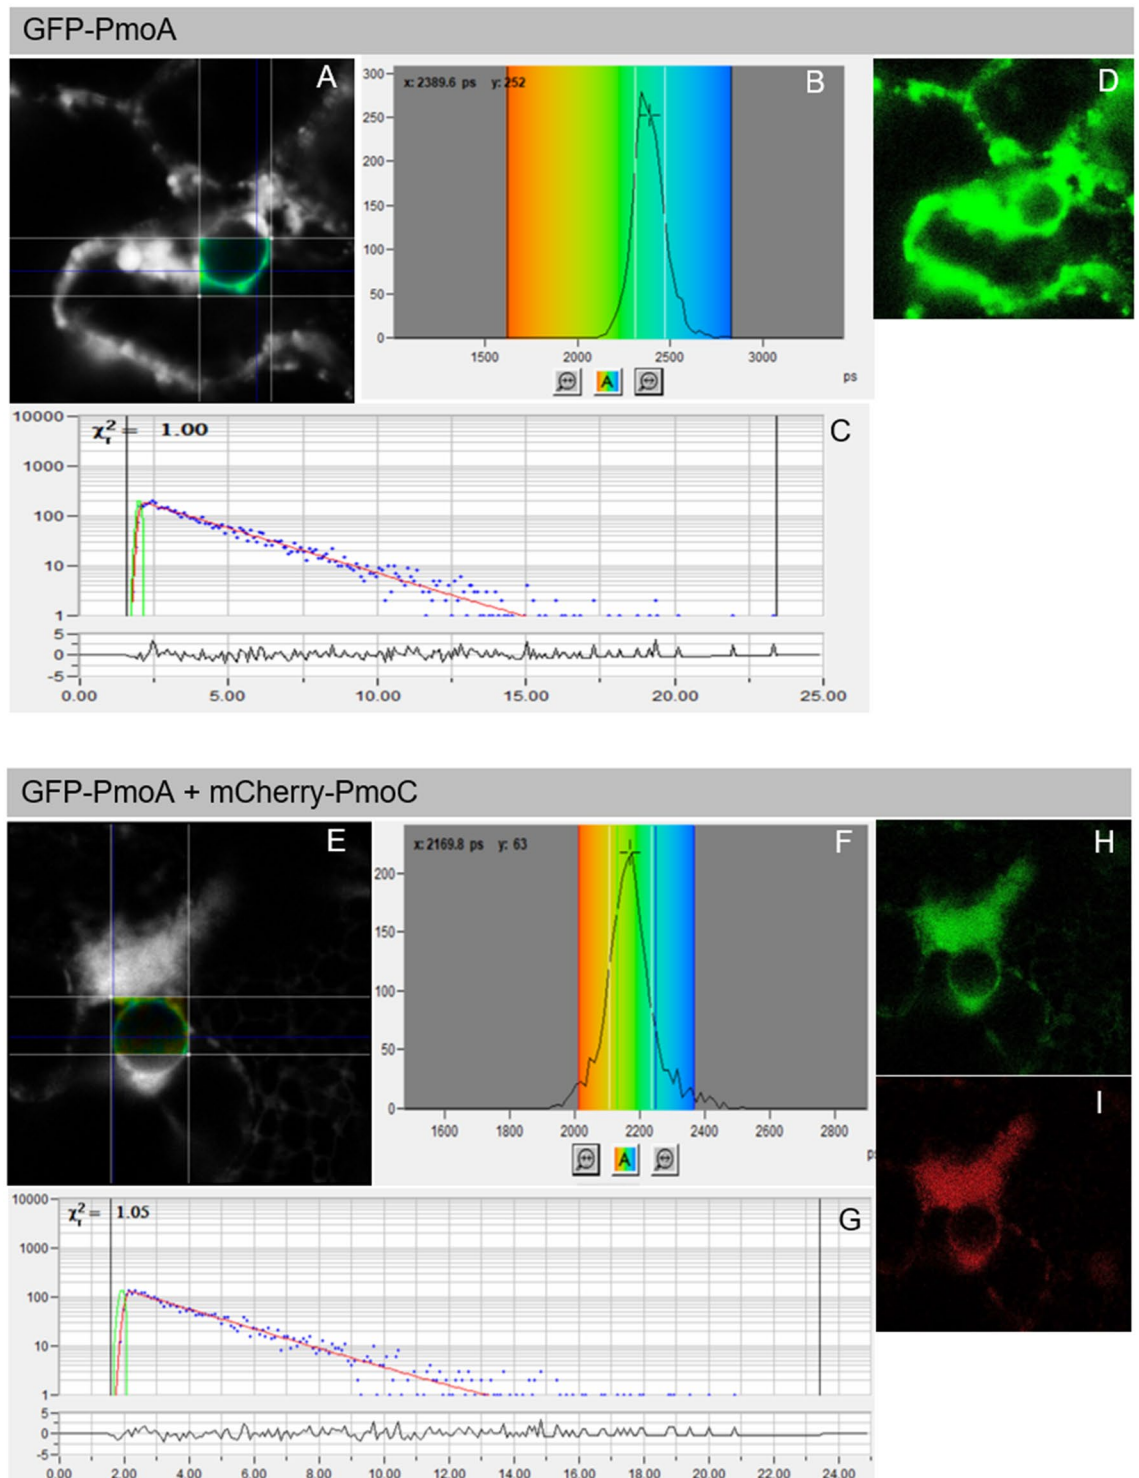 GFP-PmoA
A
x: 2389.6 ps y: 252
B
300
250
200
150
100
50
0
1500 2000 2500 3000
A
ps
D
10000
1000
100
10
1
χr² = 1.00
C
5
0
-5
0.00 5.00 10.00 15.00 20.00 25.00
GFP-PmoA + mCherry-PmoC
E
x: 2169.8 ps y: 63
F
200
150
100
50
0
1600 1800 2000 2200 2400 2600 2800
A
ps
H
I
10000
1000
100
10
1
χr² = 1.05
G
5
0
-5
0.00 2.00 4.00 6.00 8.00 10.00 12.00 14.00 16.00 18.00 20.00 22.00 24.00